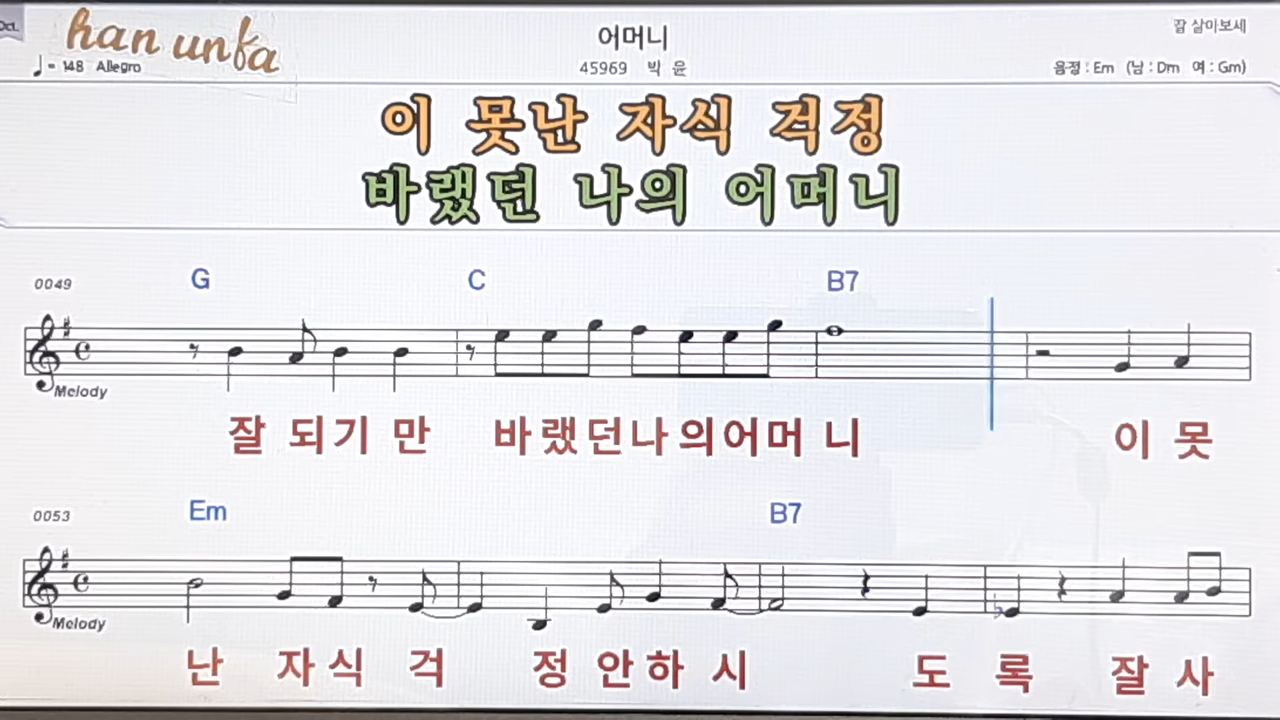 Oct.
han unfa
♩= 148 Allegro
어머니
45969 박 윤
잘 살아보세
음정 : Em (남 : Dm 여 : Gm)
이 못난 자식 걱정
바랬던 나의 어머니
0049 G C B7
Melody
잘 되기 만 바랬던나의어머 니 이 못
0053 Em B7
Melody
난 자식 걱 정 안하 시 도 록 잘 사